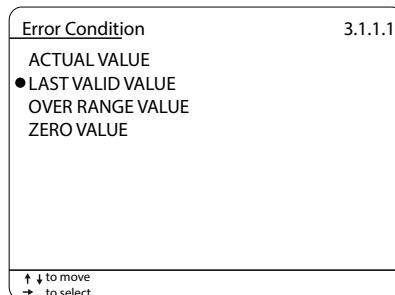 Error Condition 3.1.1.1
ACTUAL VALUE
●LAST VALID VALUE
OVER RANGE VALUE
ZERO VALUE
↑ ↓ to move
→ to select